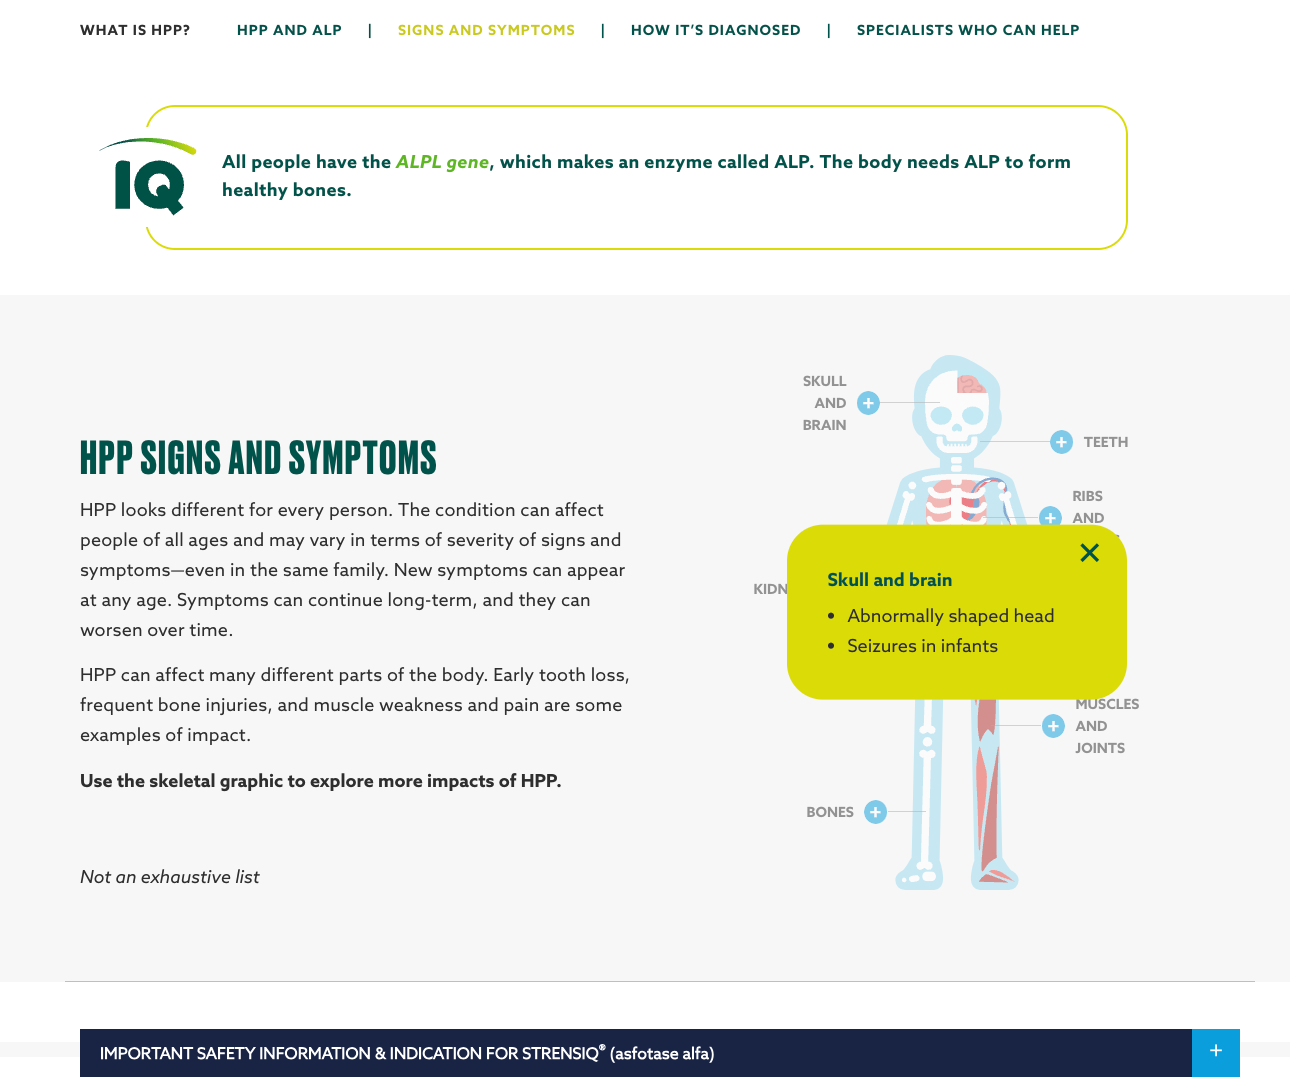 WHAT IS HPP?
HPP AND ALP | SIGNS AND SYMPTOMS | HOW IT’S DIAGNOSED | SPECIALISTS WHO CAN HELP
IQ
All people have the ALPL gene, which makes an enzyme called ALP. The body needs ALP to form
healthy bones.
HPP SIGNS AND SYMPTOMS
HPP looks different for every person. The condition can affect
people of all ages and may vary in terms of severity of signs and
symptoms—even in the same family. New symptoms can appear
at any age. Symptoms can continue long-term, and they can
worsen over time.
HPP can affect many different parts of the body. Early tooth loss,
frequent bone injuries, and muscle weakness and pain are some
examples of impact.
Use the skeletal graphic to explore more impacts of HPP.
Not an exhaustive list
SKULL
AND
BRAIN
TEETH
RIBS
AND
KIDN
Skull and brain
• Abnormally shaped head
• Seizures in infants
MUSCLES
AND
JOINTS
BONES
IMPORTANT SAFETY INFORMATION & INDICATION FOR STRENSIQ® (asfotase alfa)